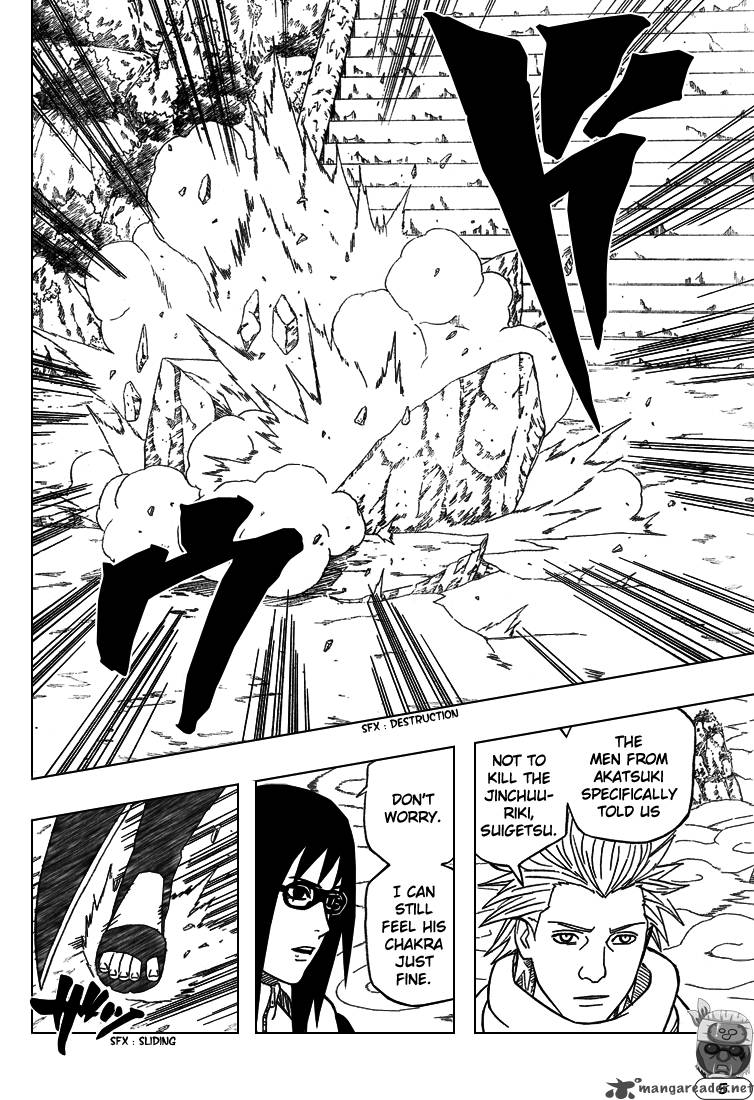 ドゥ
SFX : DESTRUCTION
THE
MEN FROM
AKATSUKI
SPECIFICALLY
TOLD US
NOT TO
KILL THE
JINCHUU-
RIKI,
SUIGETSU.
DON'T
WORRY.
I CAN
STILL
FEEL HIS
CHAKRA
JUST
FINE.
SFX : SLIDING
5
mangareader.net